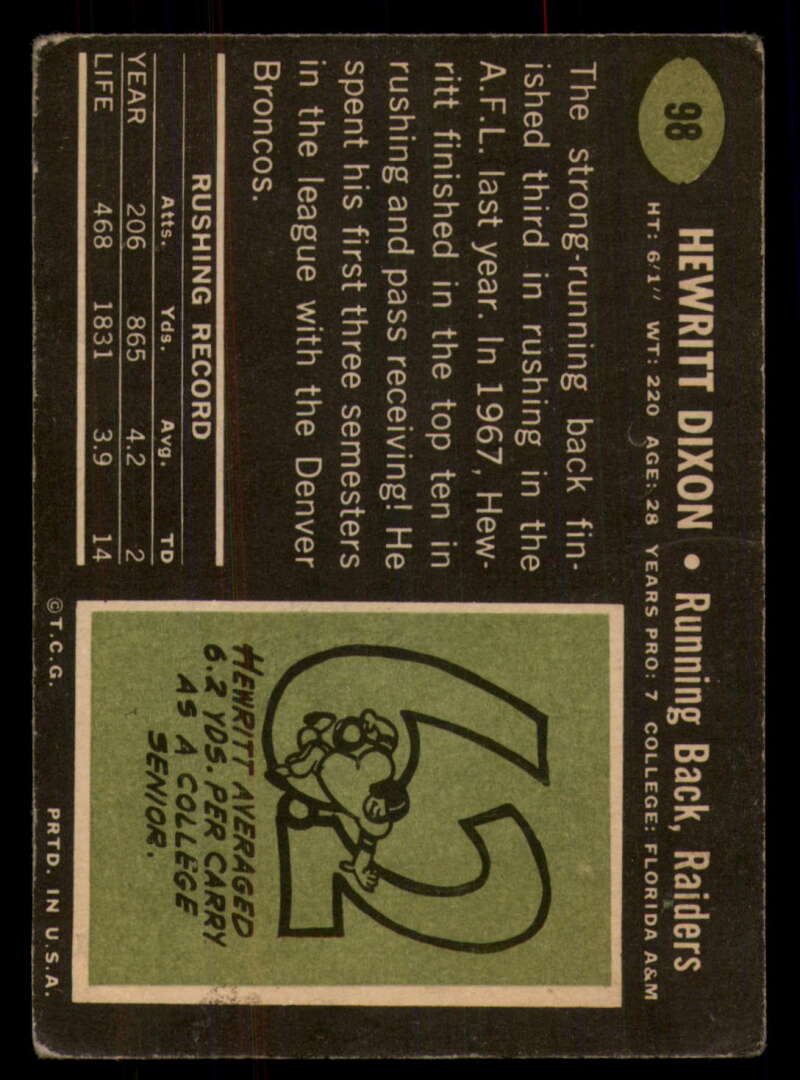 98
HEWRITT DIXON • Running Back, Raiders
HT: 6'1" WT: 220 AGE: 28 YEARS PRO: 7 COLLEGE: FLORIDA A&M
The strong-running back fin-
ished third in rushing in the
A.F.L. last year. In 1967, Hew-
ritt finished in the top ten in
rushing and pass receiving! He
spent his first three semesters
in the league with the Denver
Broncos.
RUSHING RECORD
Atts. Yds. Avg. TD
YEAR 206 865 4.2 2
LIFE 468 1831 3.9 14
6.2
HEWRITT AVERAGED
6.2 YDS. PER CARRY
AS A COLLEGE
SENIOR.
©T.C.G. PRTD. IN U.S.A.